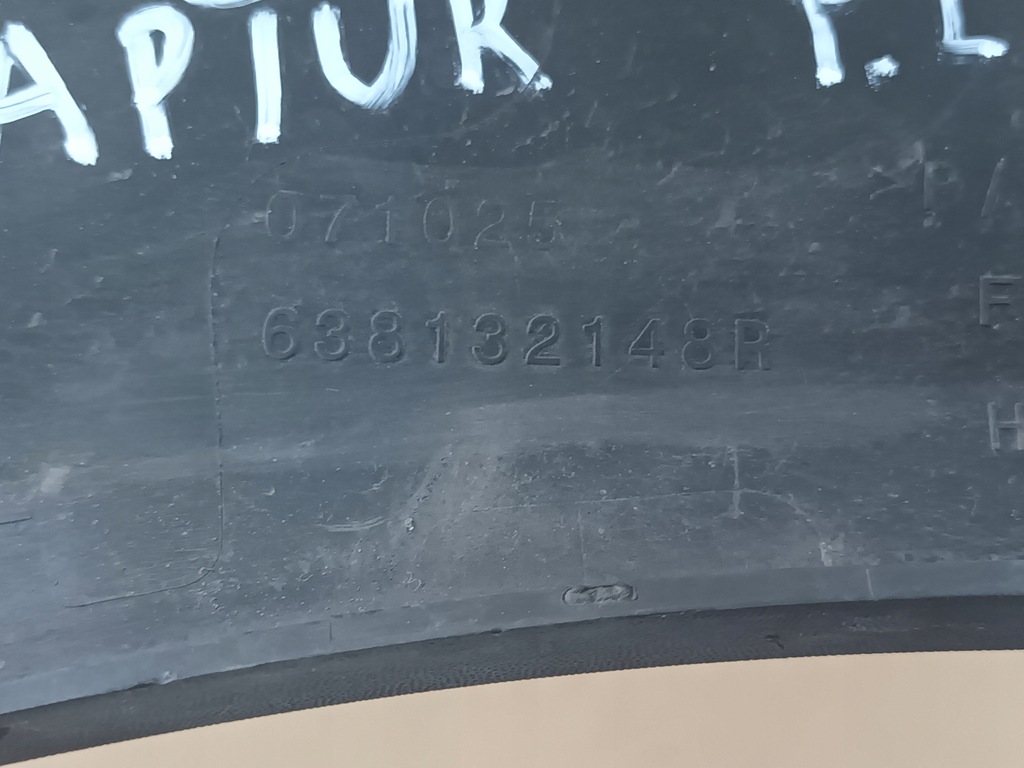 APTUR P.L
071025
>P/
638132148R
F
H